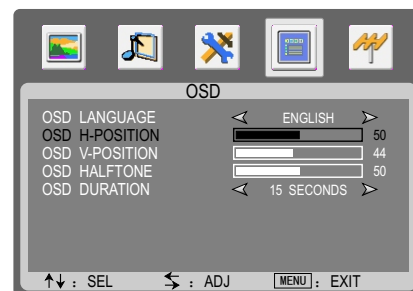 OSD
OSD LANGUAGE ENGLISH
OSD H-POSITION 50
OSD V-POSITION 44
OSD HALFTONE 50
OSD DURATION 15 SECONDS
: SEL : ADJ MENU : EXIT